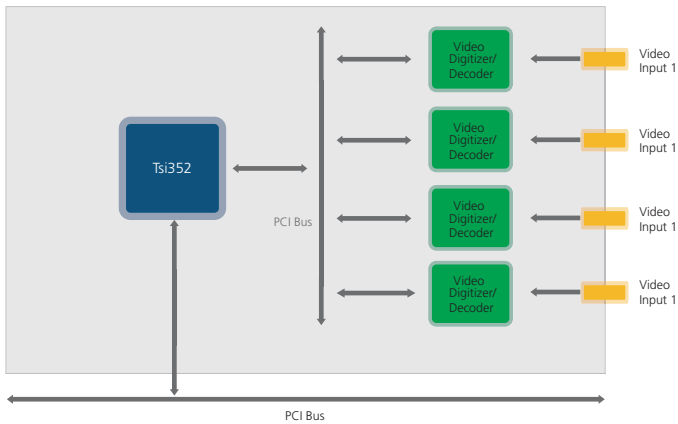 Video
Digitizer/
Decoder
Video
Input 1
Video
Digitizer/
Decoder
Video
Input 1
Tsi352
PCI Bus
Video
Digitizer/
Decoder
Video
Input 1
Video
Digitizer/
Decoder
Video
Input 1
PCI Bus